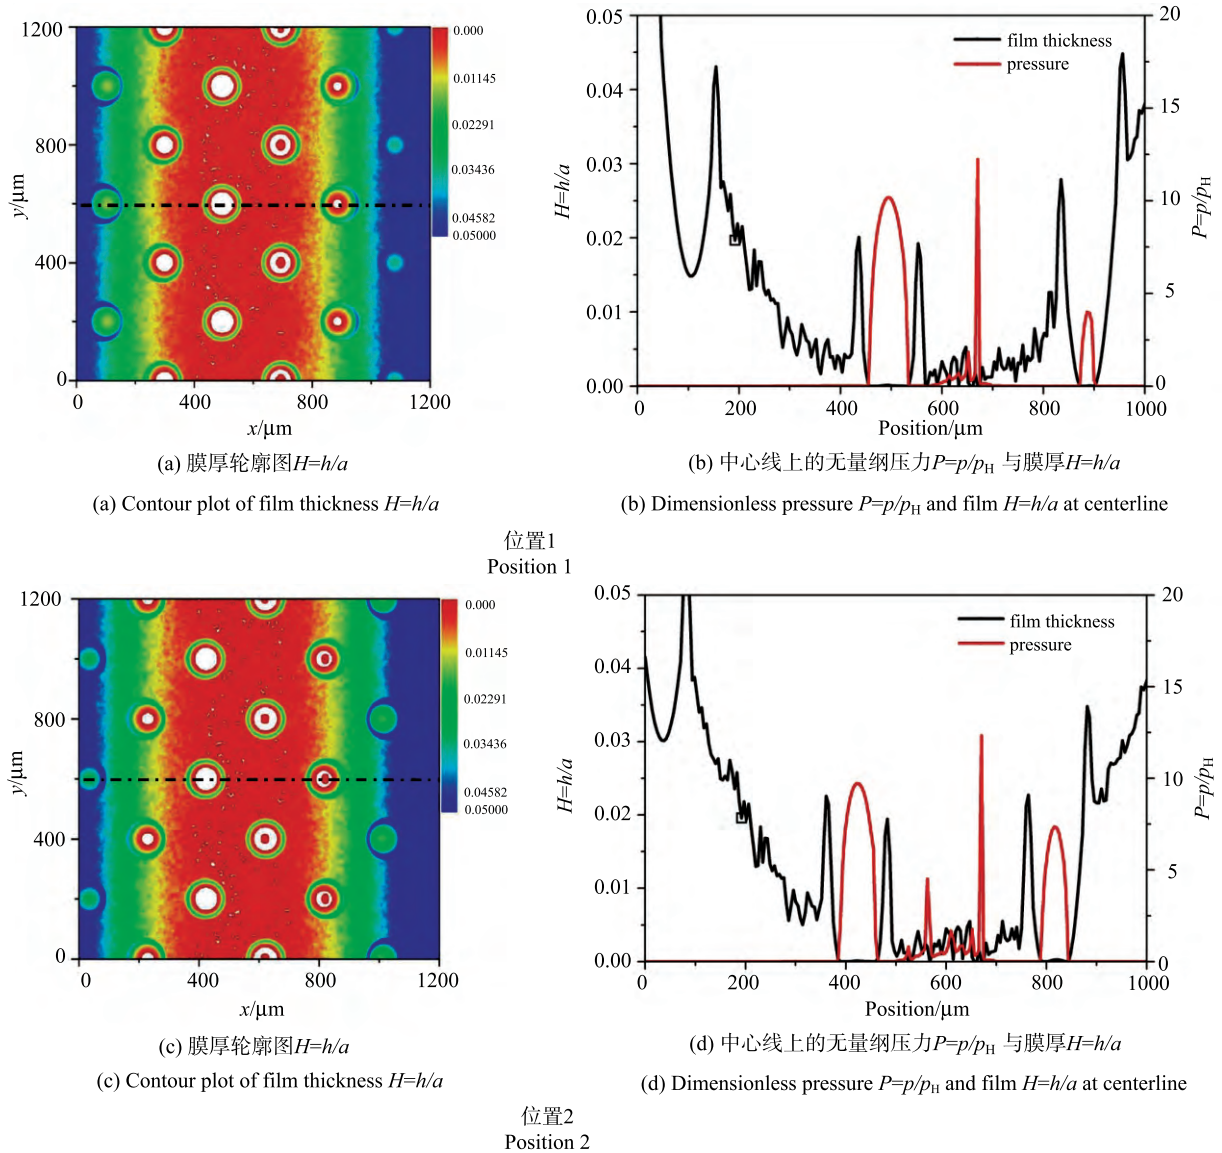 1200
800
400
0
y/μm
0
400
800
1200
x/μm
0.000
0.01145
0.02291
0.03436
0.04582
0.05000
(a) 膜厚轮廓图H=h/a
(a) Contour plot of film thickness H=h/a
0.05
0.04
0.03
0.02
0.01
0.00
H=h/a
film thickness
pressure
20
15
10
5
0
P=p/pH
0
200
400
600
800
1000
Position/μm
(b) 中心线上的无量纲压力P=p/pH 与膜厚H=h/a
(b) Dimensionless pressure P=p/pH and film H=h/a at centerline
位置1
Position 1
1200
800
400
0
y/μm
0
400
800
1200
x/μm
0.000
0.01145
0.02291
0.03436
0.04582
0.05000
(c) 膜厚轮廓图H=h/a
(c) Contour plot of film thickness H=h/a
0.05
0.04
0.03
0.02
0.01
0.00
H=h/a
film thickness
pressure
20
15
10
5
0
P=p/pH
0
200
400
600
800
1000
Position/μm
(d) 中心线上的无量纲压力P=p/pH 与膜厚H=h/a
(d) Dimensionless pressure P=p/pH and film H=h/a at centerline
位置2
Position 2